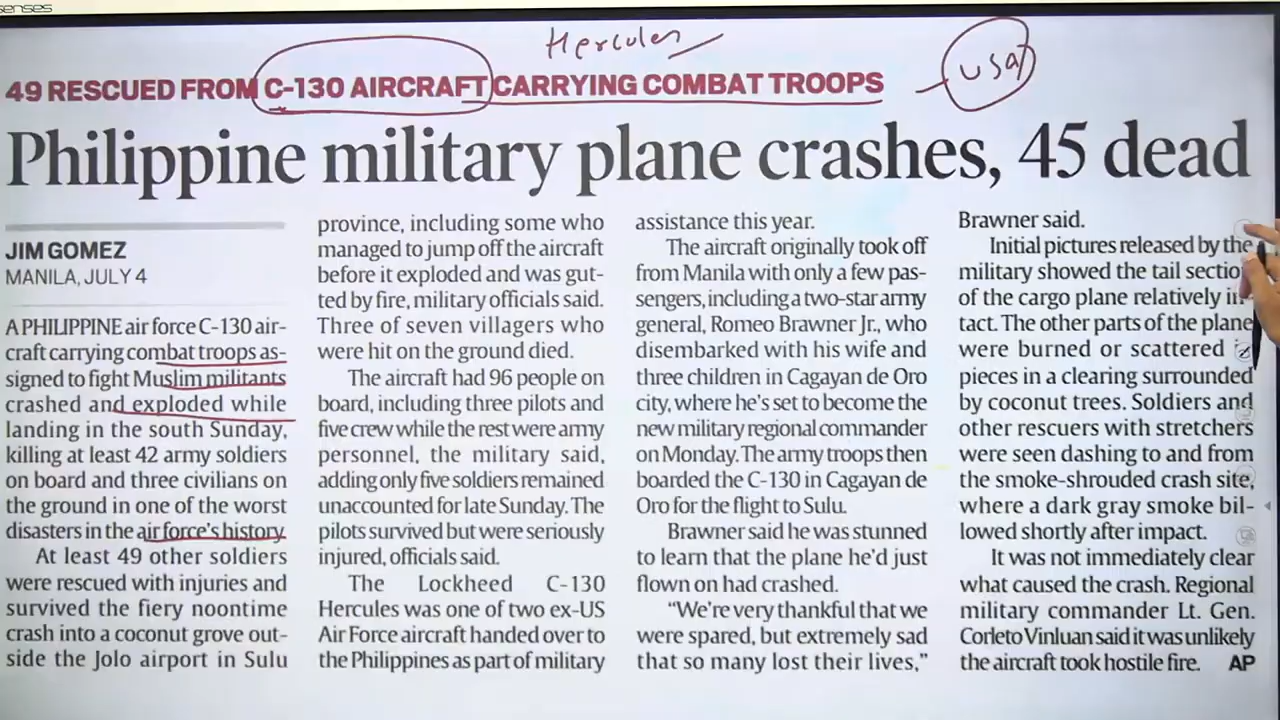 senses
Hercules
USAF
49 RESCUED FROM C-130 AIRCRAFT CARRYING COMBAT TROOPS
Philippine military plane crashes, 45 dead
JIM GOMEZ
MANILA, JULY 4
A PHILIPPINE air force C-130 air-
craft carrying combat troops as-
signed to fight Muslim militants
crashed and exploded while
landing in the south Sunday,
killing at least 42 army soldiers
on board and three civilians on
the ground in one of the worst
disasters in the air force's history.
At least 49 other soldiers
were rescued with injuries and
survived the fiery noontime
crash into a coconut grove out-
side the Jolo airport in Sulu
province, including some who
managed to jump off the aircraft
before it exploded and was gut-
ted by fire, military officials said.
Three of seven villagers who
were hit on the ground died.
The aircraft had 96 people on
board, including three pilots and
five crew while the rest were army
personnel, the military said,
adding only five soldiers remained
unaccounted for late Sunday. The
pilots survived but were seriously
injured, officials said.
The Lockheed C-130
Hercules was one of two ex-US
Air Force aircraft handed over to
the Philippines as part of military
assistance this year.
The aircraft originally took off
from Manila with only a few pas-
sengers, including a two-star army
general, Romeo Brawner Jr., who
disembarked with his wife and
three children in Cagayan de Oro
city, where he's set to become the
new military regional commander
on Monday. The army troops then
boarded the C-130 in Cagayan de
Oro for the flight to Sulu.
Brawner said he was stunned
to learn that the plane he'd just
flown on had crashed.
"We're very thankful that we
were spared, but extremely sad
that so many lost their lives,"
Brawner said.
Initial pictures released by the
military showed the tail section
of the cargo plane relatively in-
tact. The other parts of the plane
were burned or scattered in
pieces in a clearing surrounded
by coconut trees. Soldiers and
other rescuers with stretchers
were seen dashing to and from
the smoke-shrouded crash site,
where a dark gray smoke bil-
lowed shortly after impact.
It was not immediately clear
what caused the crash. Regional
military commander Lt. Gen.
Corleto Vinluan said it was unlikely
the aircraft took hostile fire. AP